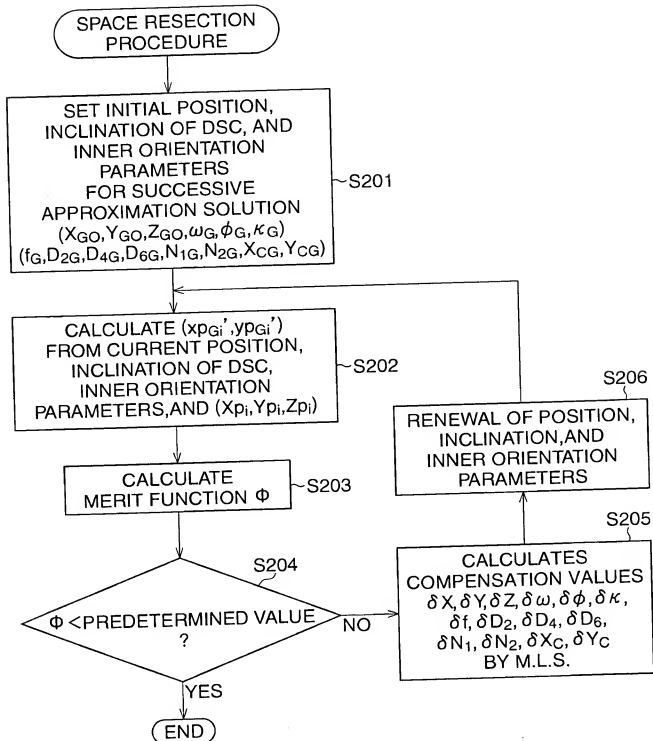 SPACE RESECTION
PROCEDURE
SET INITIAL POSITION,
INCLINATION OF DSC, AND
INNER ORIENTATION
PARAMETERS
FOR SUCCESSIVE
APPROXIMATION SOLUTION
(XGO,YGO,ZGO,ωG,ϕG,κG)
(fG,D2G,D4G,D6G,N1G,N2G,XCG,YCG)
S201
CALCULATE (xpGi',ypGi')
FROM CURRENT POSITION,
INCLINATION OF DSC,
INNER ORIENTATION
PARAMETERS,AND (Xpi,Ypi,Zpi)
S202
CALCULATE
MERIT FUNCTION Φ
S203
S204
Φ<PREDETERMINED VALUE
?
NO
YES
END
S205
CALCULATES
COMPENSATION VALUES
δX,δY,δZ,δω,δϕ,δκ,
δf,δD2,δD4,δD6,
δN1,δN2,δXC,δYC
BY M.L.S.
S206
RENEWAL OF POSITION,
INCLINATION,AND
INNER ORIENTATION
PARAMETERS